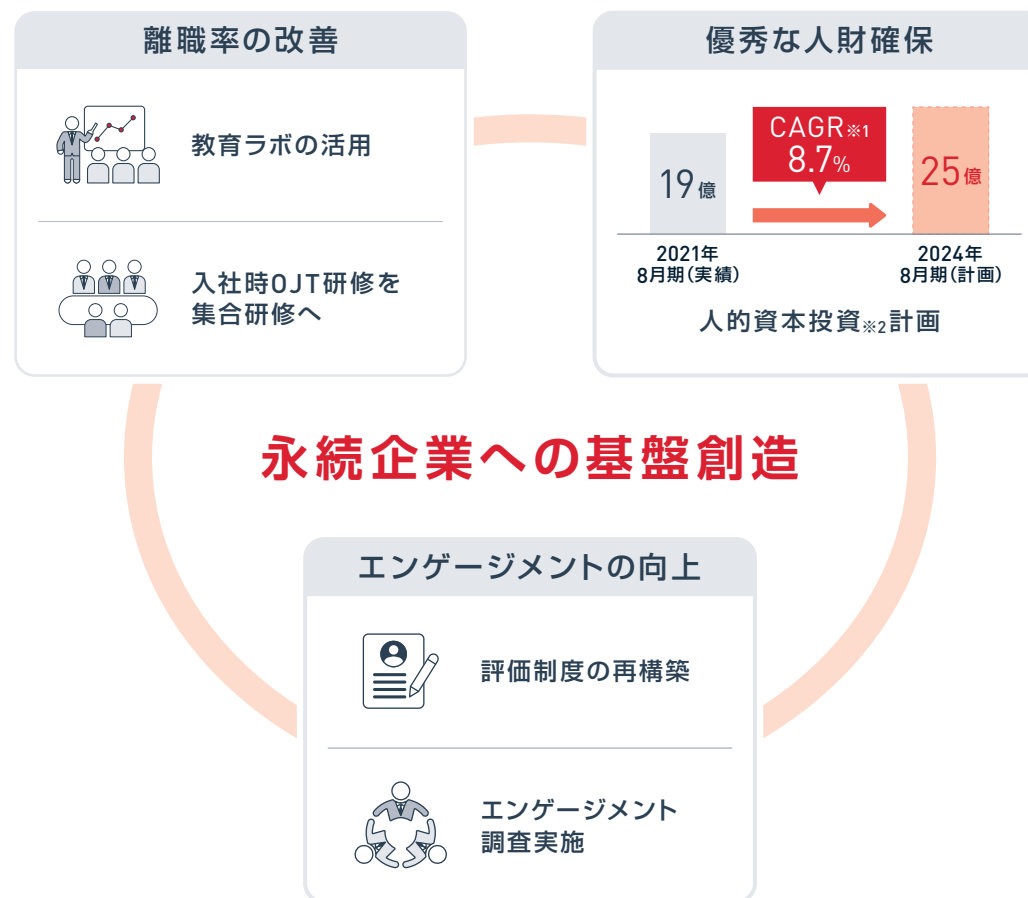 離職率の改善
教育ラボの活用
入社時OJT研修を
集合研修へ
優秀な人財確保
19億
CAGR※1
8.7%
25億
2021年
8月期(実績)
2024年
8月期(計画)
人的資本投資※2計画
永続企業への基盤創造
エンゲージメントの向上
評価制度の再構築
エンゲージメント
調査実施